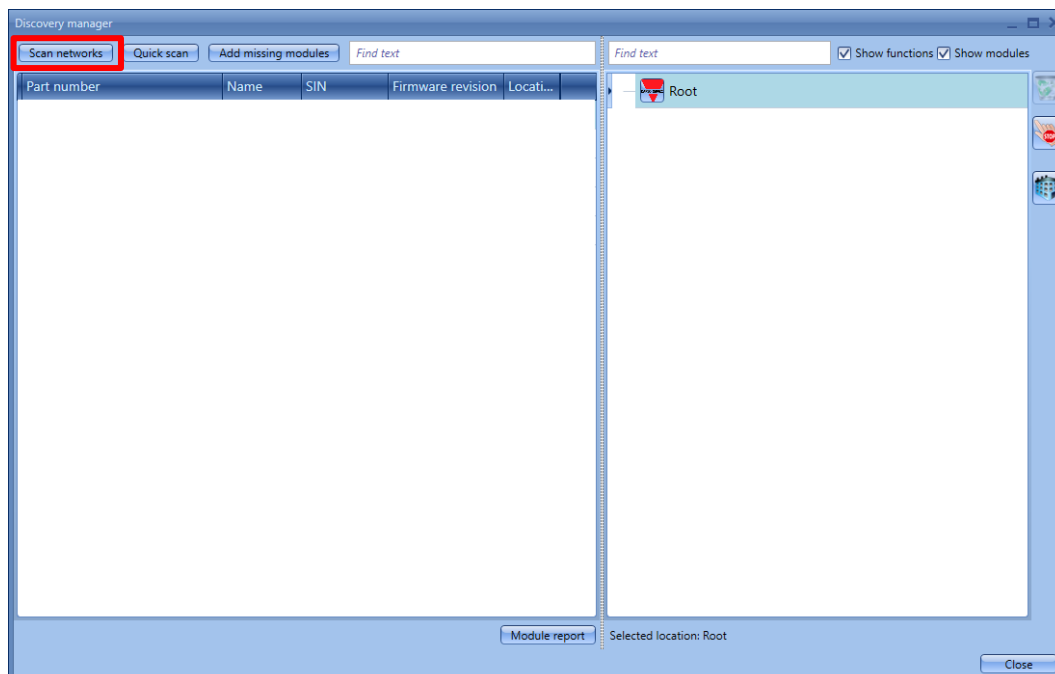 Discovery manager
Scan networks Quick scan Add missing modules Find text Find text Show functions Show modules
Part number Name SIN Firmware revision Locati...
Root
STOP
Module report Selected location: Root
Close